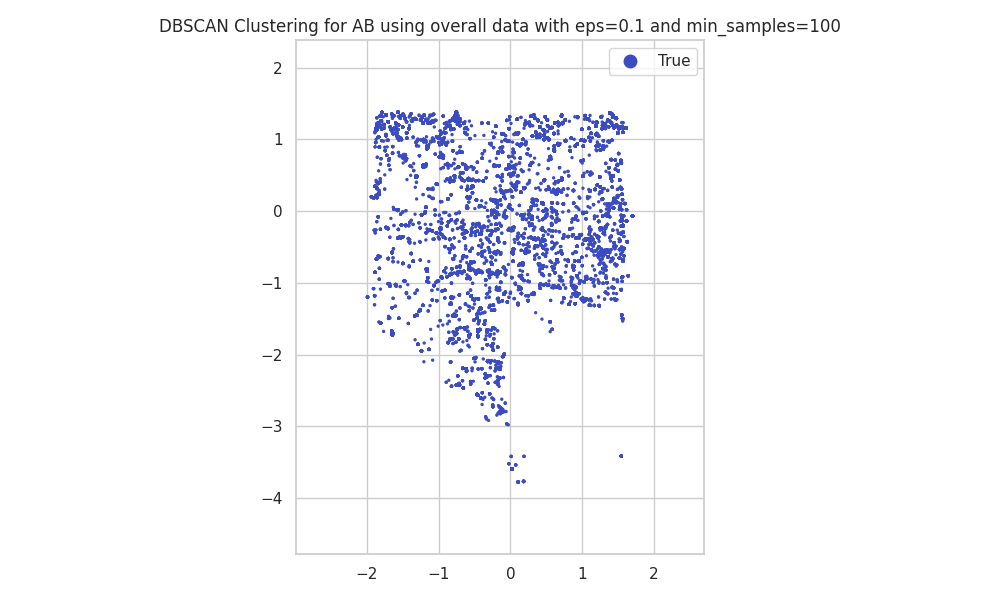 DBSCAN Clustering for AB using overall data with eps=0.1 and min_samples=100
True
2
1
0
−1
−2
−3
−4
−2 −1 0 1 2